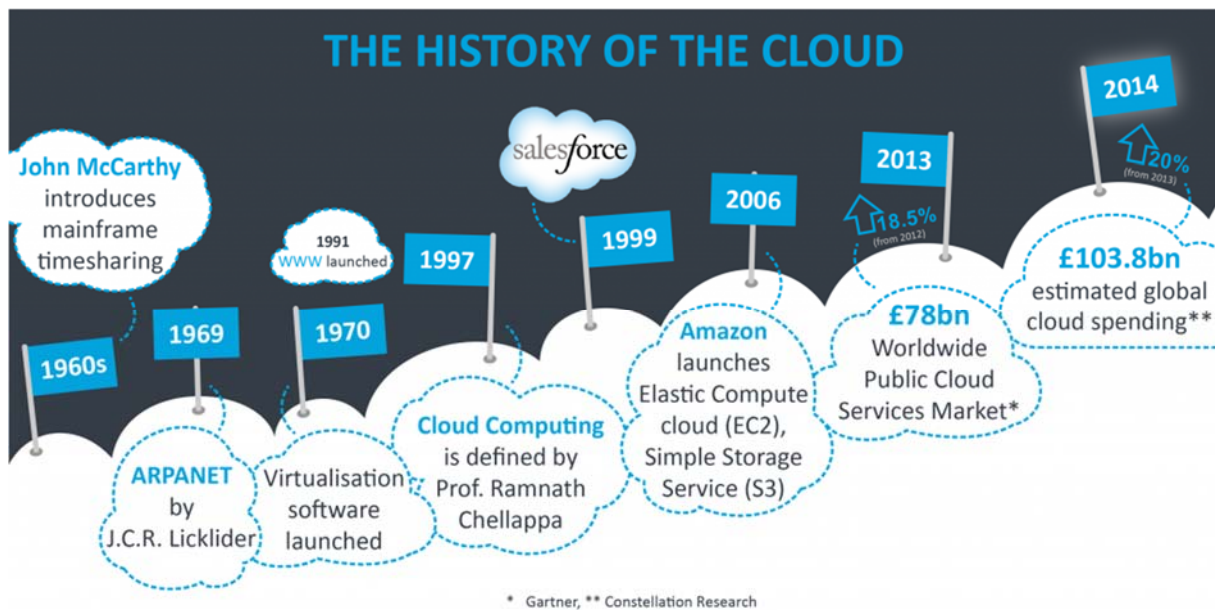 THE HISTORY OF THE CLOUD
John McCarthy
introduces
mainframe
timesharing
1960s
1969
ARPANET
by
J.C.R. Licklider
1970
Virtualisation
software
launched
1991
WWW launched
1997
Cloud Computing
is defined by
Prof. Ramnath
Chellappa
salesforce
1999
2006
Amazon
launches
Elastic Compute
cloud (EC2),
Simple Storage
Service (S3)
2013
18.5%
(from 2012)
£78bn
Worldwide
Public Cloud
Services Market*
2014
20%
(from 2013)
£103.8bn
estimated global
cloud spending**
* Gartner, ** Constellation Research